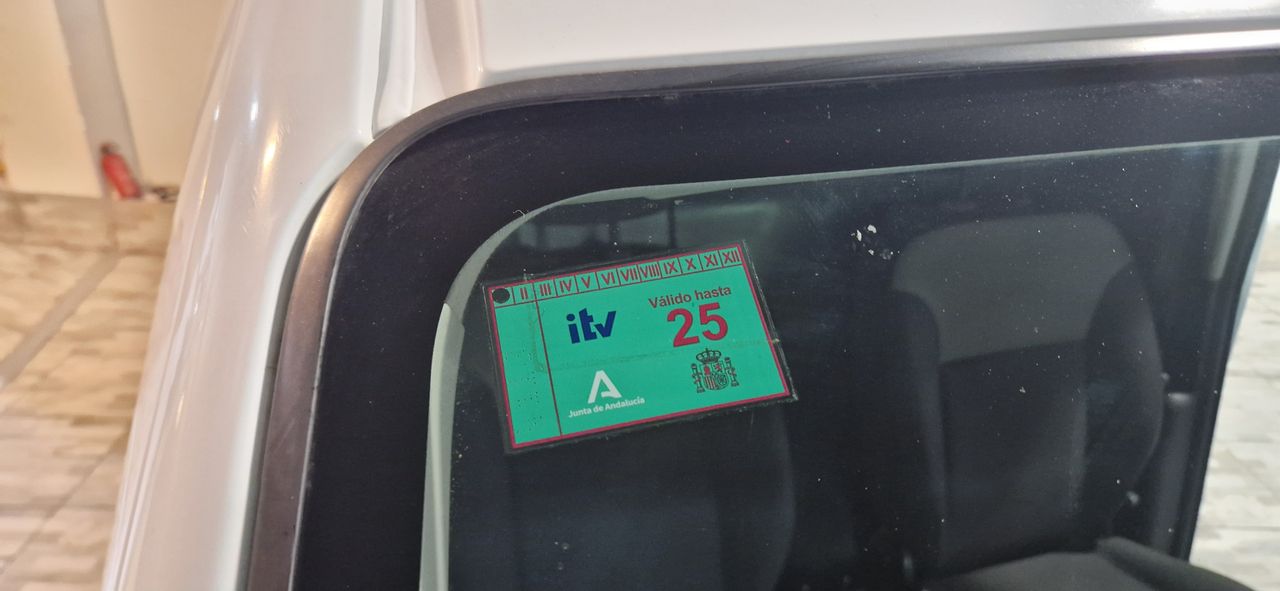 II III IV V VI VII VIII IX X XI XII
itv
Válido hasta
25
Junta de Andalucía